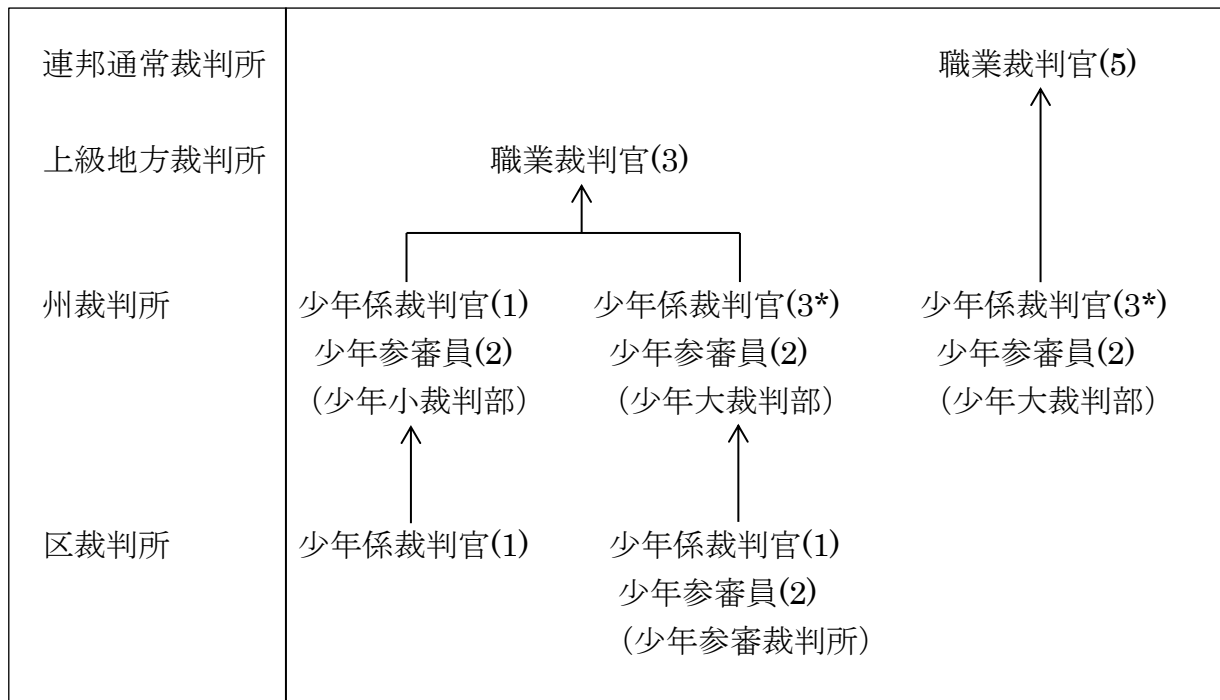 連邦通常裁判所 職業裁判官(5)
上級地方裁判所 職業裁判官(3)
州裁判所 少年係裁判官(1) 少年係裁判官(3*) 少年係裁判官(3*)
少年参審員(2) 少年参審員(2) 少年参審員(2)
（少年小裁判部） （少年大裁判部） （少年大裁判部）
区裁判所 少年係裁判官(1) 少年係裁判官(1)
少年参審員(2)
（少年参審裁判所）